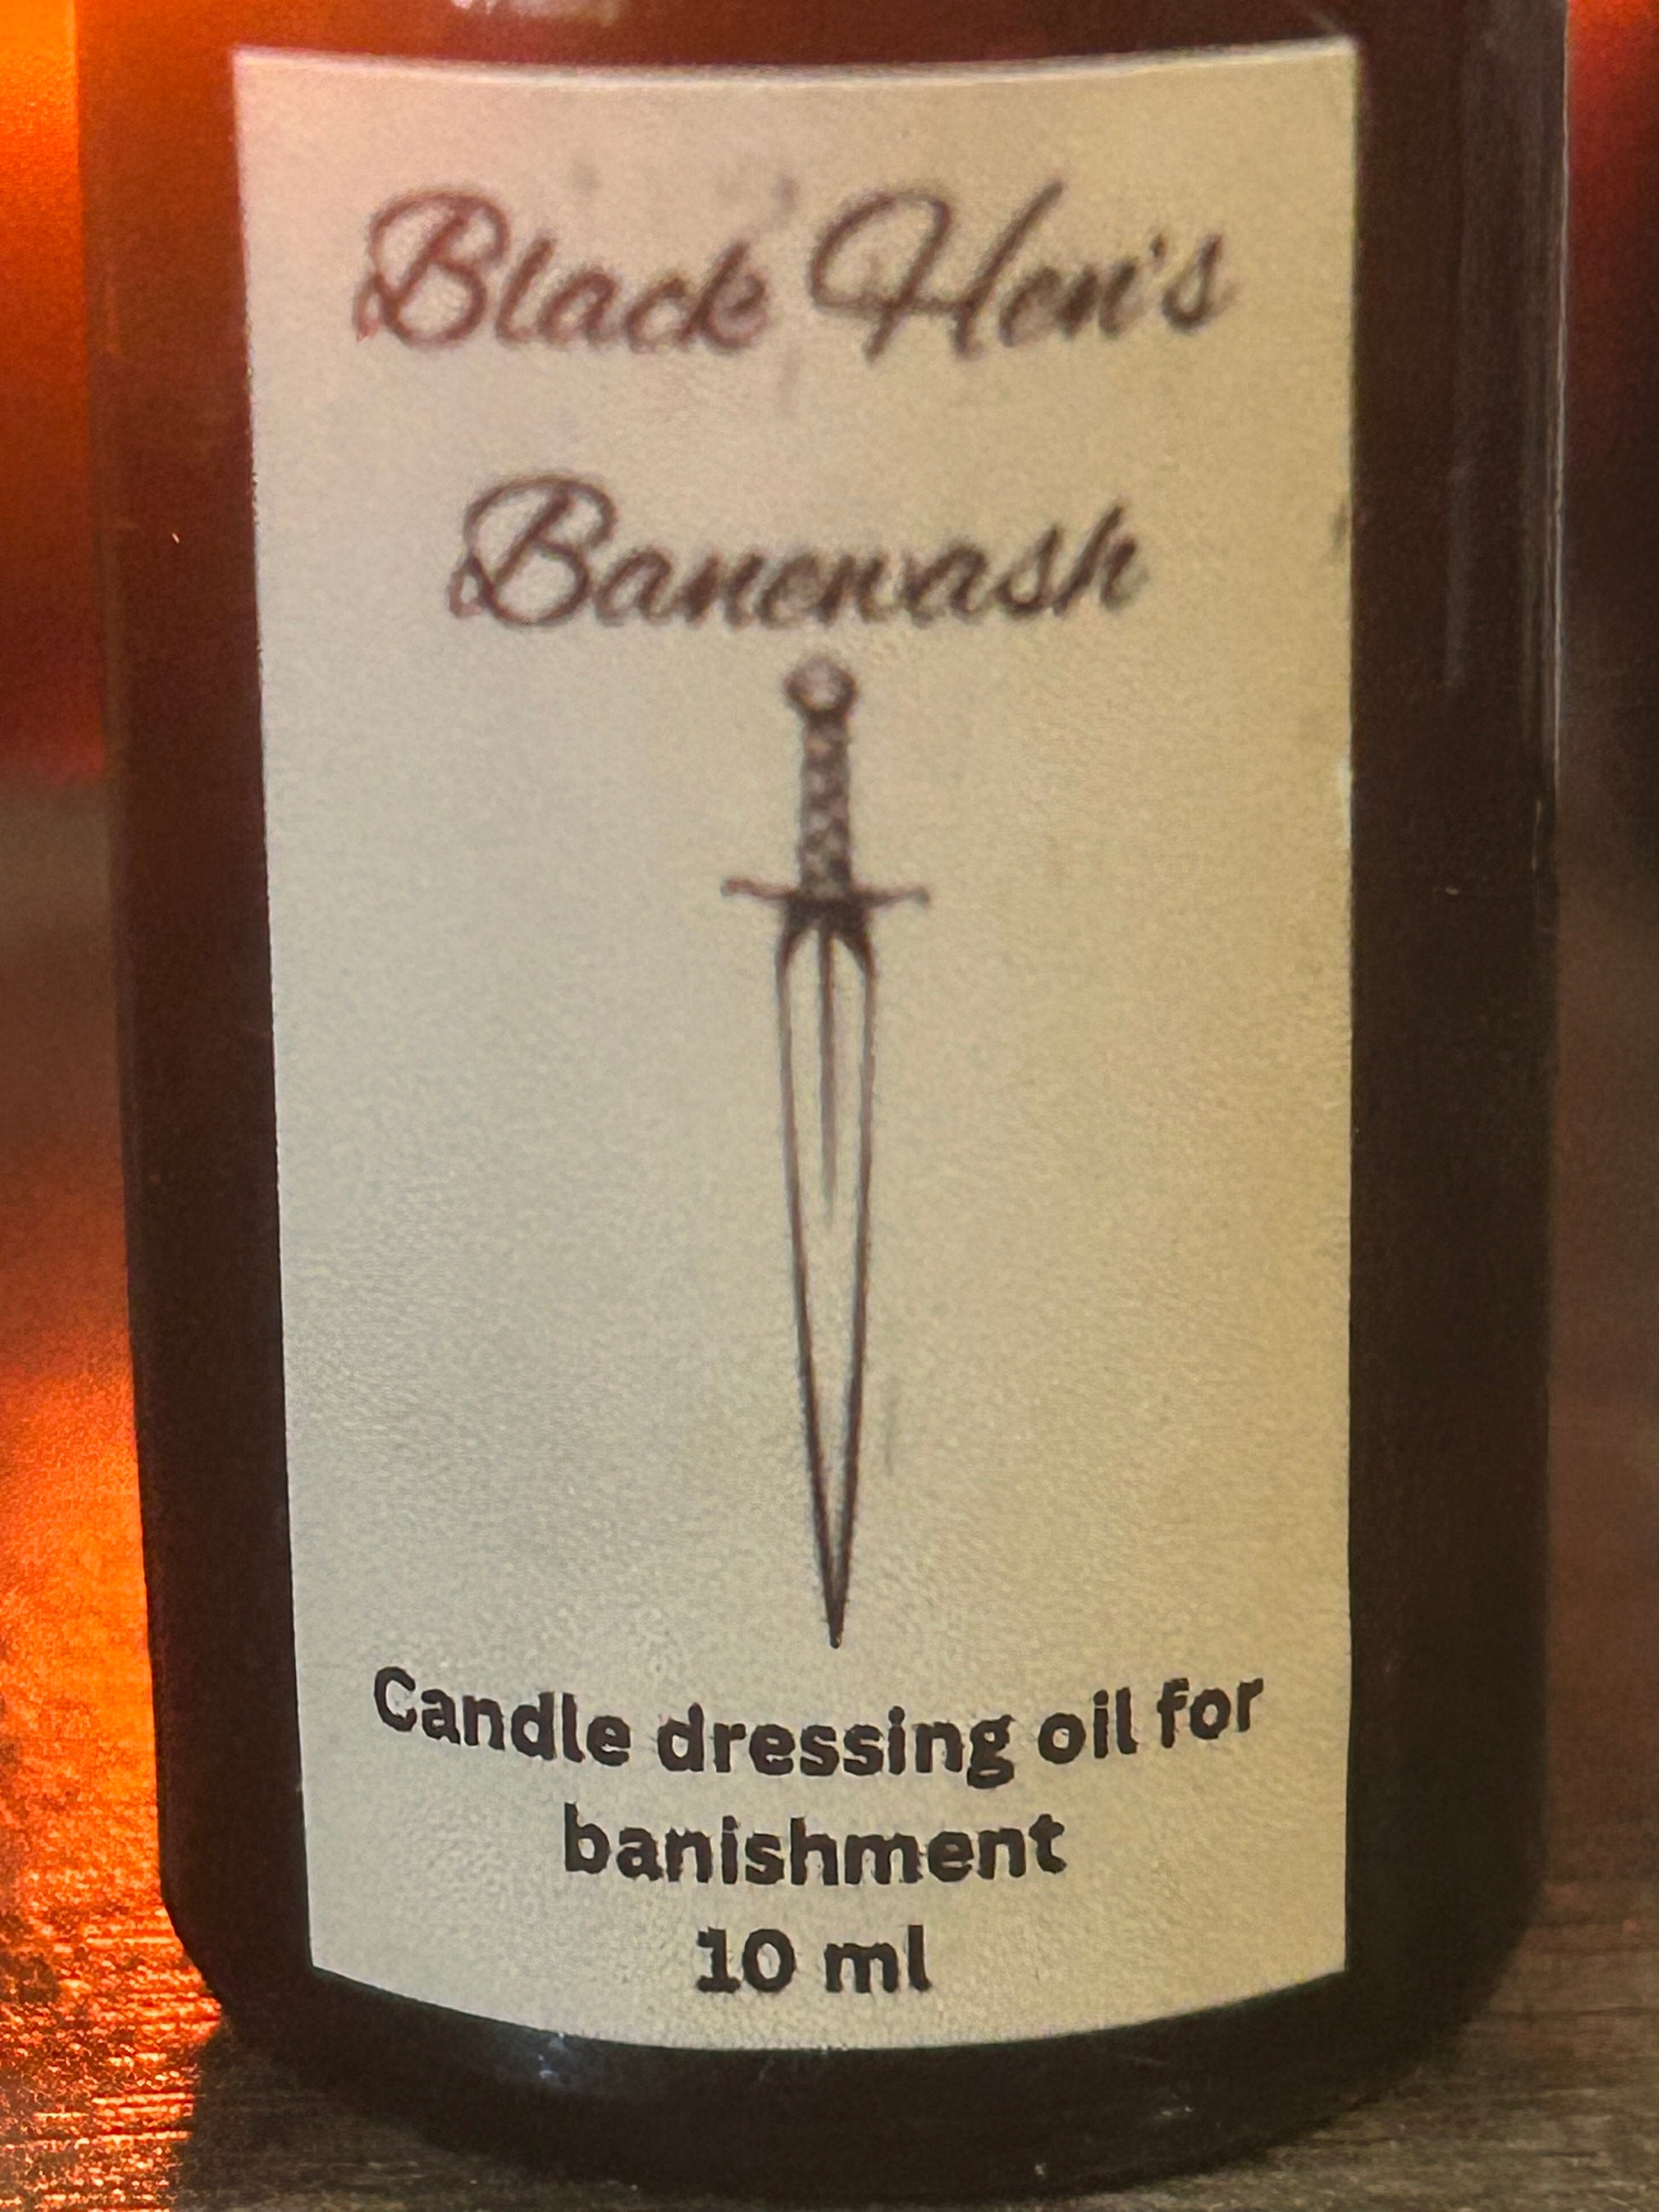 Black Hen's
Banewash
Candle dressing oil for
banishment
10 ml